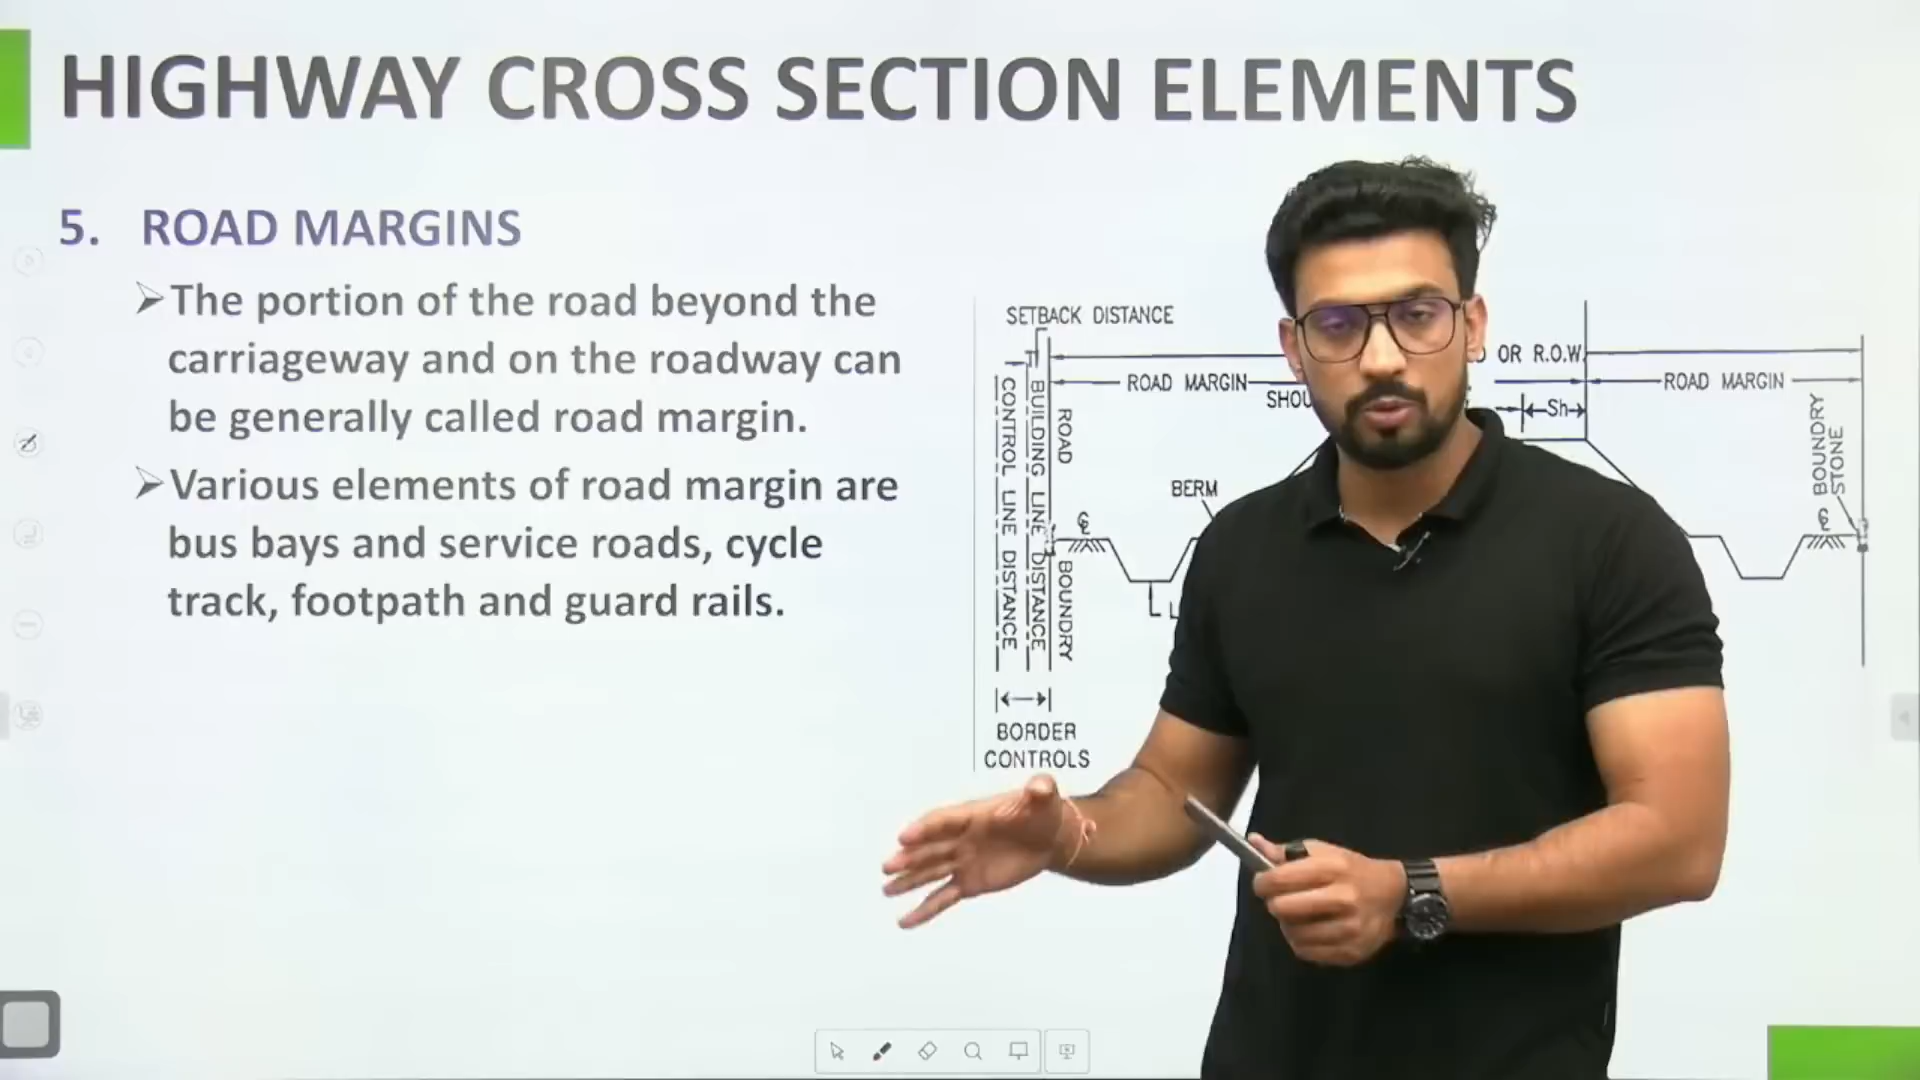 HIGHWAY CROSS SECTION ELEMENTS
5. ROAD MARGINS
➢The portion of the road beyond the
carriageway and on the roadway can
be generally called road margin.
➢Various elements of road margin are
bus bays and service roads, cycle
track, footpath and guard rails.
SETBACK DISTANCE
OR R.O.W.
ROAD MARGIN
ROAD MARGIN
Sh
CONTROL LINE DISTANCE
BUILDING LINE DISTANCE
ROAD BOUNDRY
BERM
BOUNDRY
STONE
BORDER
CONTROLS